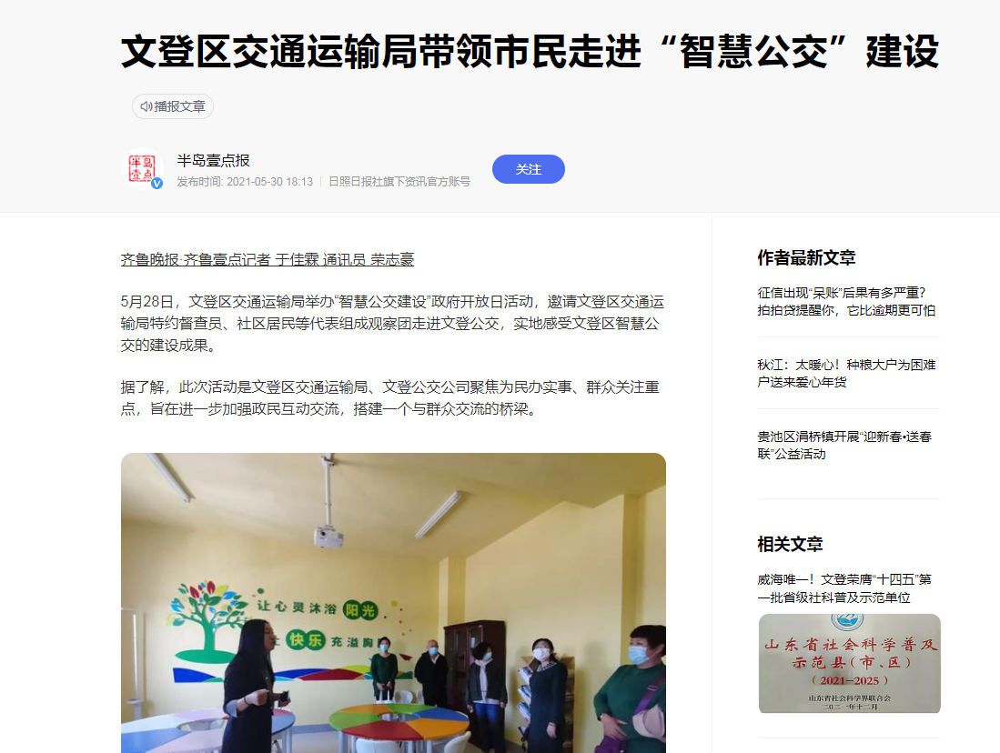 文登区交通运输局带领市民走进“智慧公交”建设
播报文章
半岛壹点报
发布时间: 2021-05-30 18:13
日照日报社旗下资讯官方账号
关注
齐鲁晚报·齐鲁壹点记者 于佳霖 通讯员 荣志豪
5月28日，文登区交通运输局举办“智慧公交建设”政府开放日活动，邀请文登区交通运
输局特约督查员、社区居民等代表组成观察团走进文登公交，实地感受文登区智慧公
交的建设成果。
据了解，此次活动是文登区交通运输局、文登公交公司聚焦为民办实事、群众关注重
点，旨在进一步加强政民互动交流，搭建一个与群众交流的桥梁。
让心灵沐浴阳光
快乐充溢胸
作者最新文章
征信出现“呆账”后果有多严重？
拍拍贷提醒你，它比逾期更可怕
秋江：太暖心！种粮大户为困难
户送来爱心年货
贵池区涓桥镇开展“迎新春•送春
联”公益活动
相关文章
威海唯一！文登荣膺“十四五”第
一批省级社科普及示范单位
山东省社会科学普及
示范县(市、区)
(2021—2025)
山东省社会科学界联合会
二〇二一年十二月